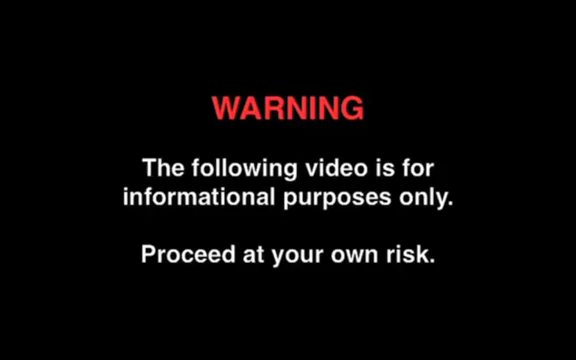 WARNING
The following video is for
informational purposes only.
Proceed at your own risk.